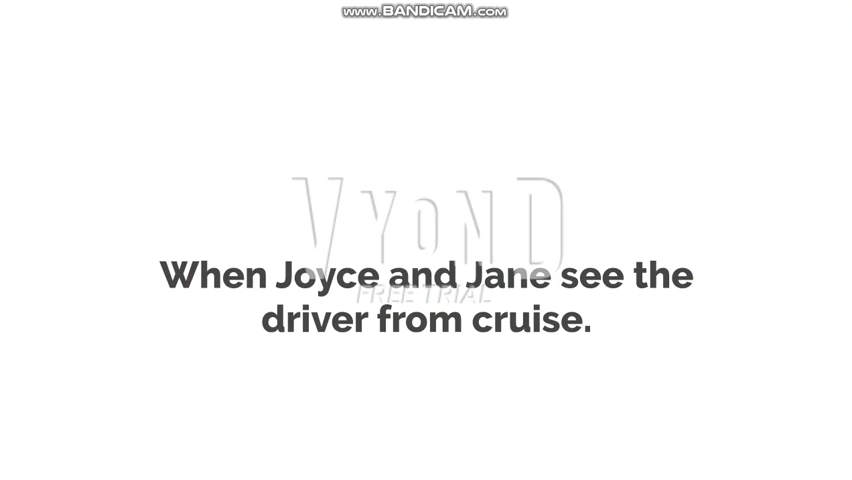 www.BANDICAM.com
VYOND
FREE TRIAL
When Joyce and Jane see the
driver from cruise.